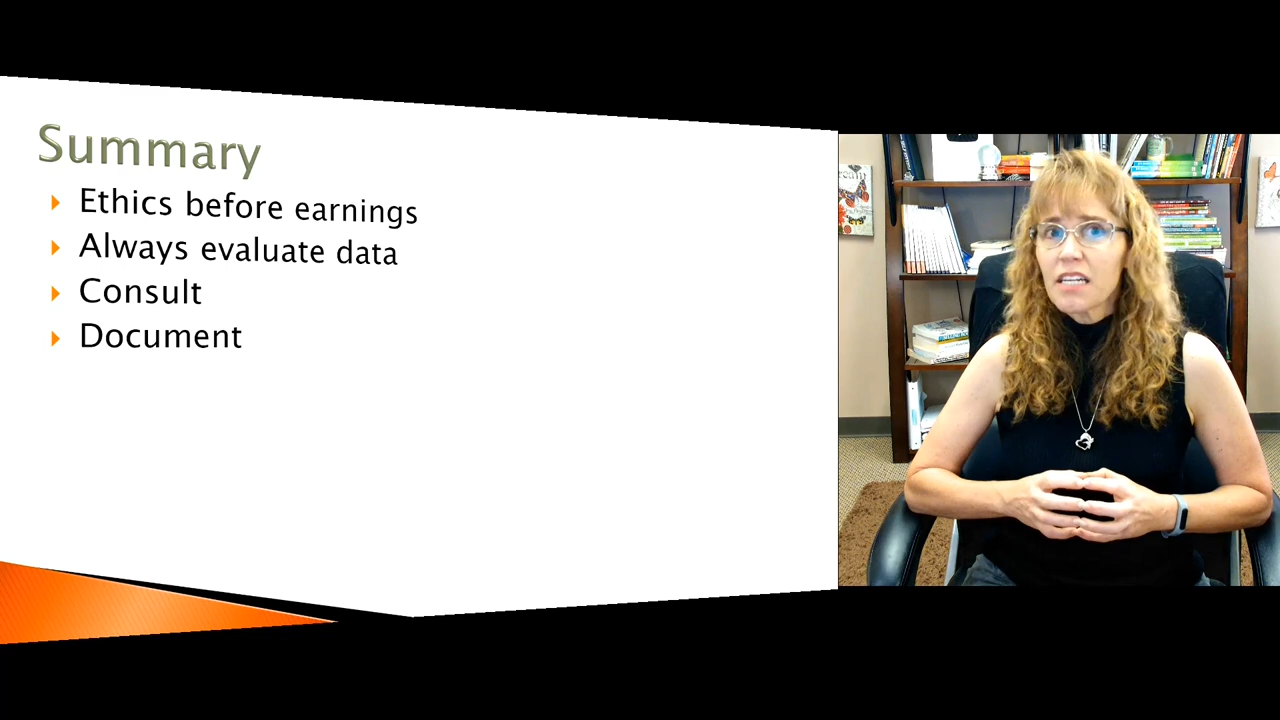 Summary
Ethics before earnings
Always evaluate data
Consult
Document